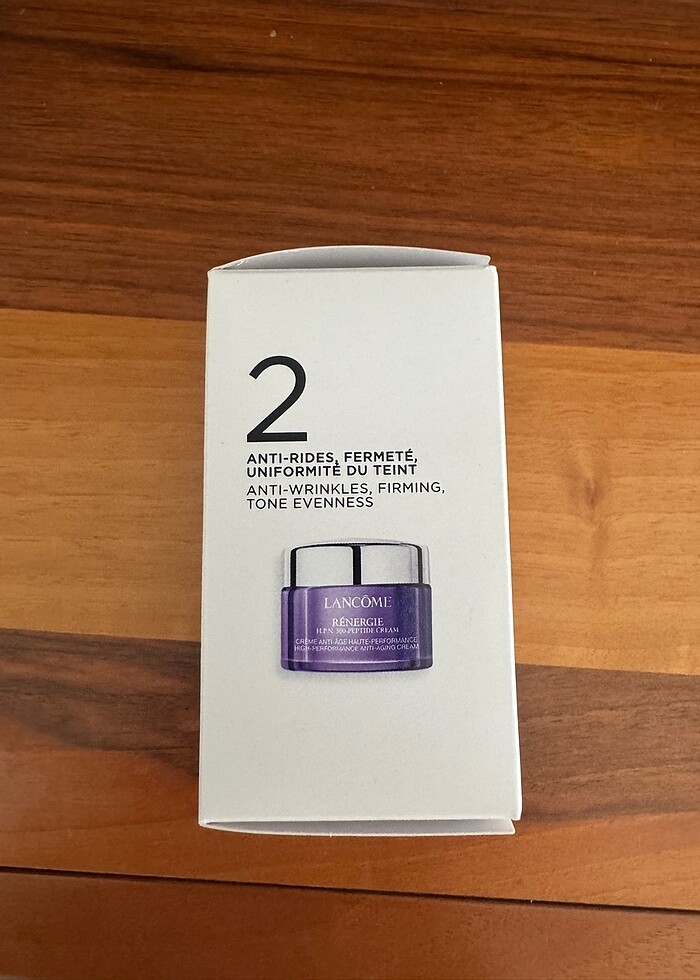 2
ANTI-RIDES, FERMETÉ,
UNIFORMITÉ DU TEINT
ANTI-WRINKLES, FIRMING,
TONE EVENNESS
LANCÔME
RÉNERGIE
H.P.N. 300-PEPTIDE CREAM
CRÈME ANTI-ÂGE HAUTE-PERFORMANCE
HIGH-PERFORMANCE ANTI-AGING CREAM